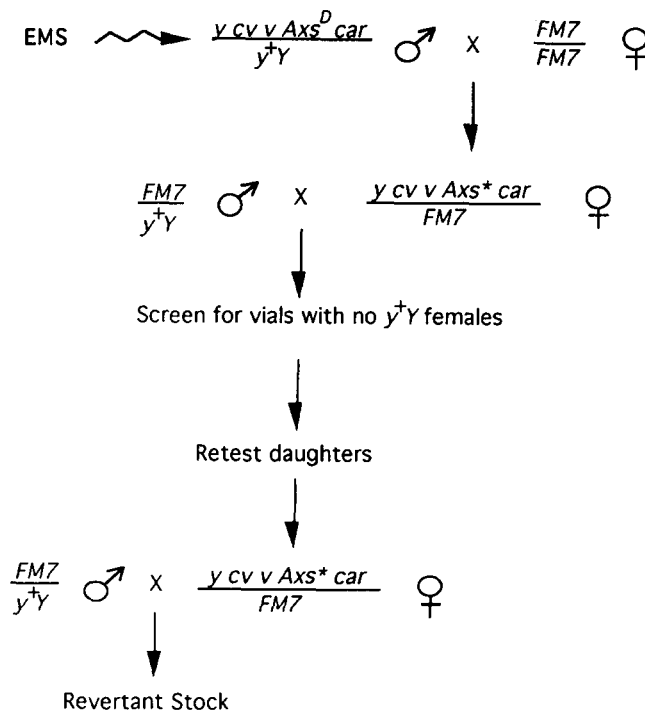 EMS y cv v Axs^D car / y⁺Y ♂ X FM7 / FM7 ♀
FM7 / y⁺Y ♂ X y cv v Axs* car / FM7 ♀
Screen for vials with no y⁺Y females
Retest daughters
FM7 / y⁺Y ♂ X y cv v Axs* car / FM7 ♀
Revertant Stock